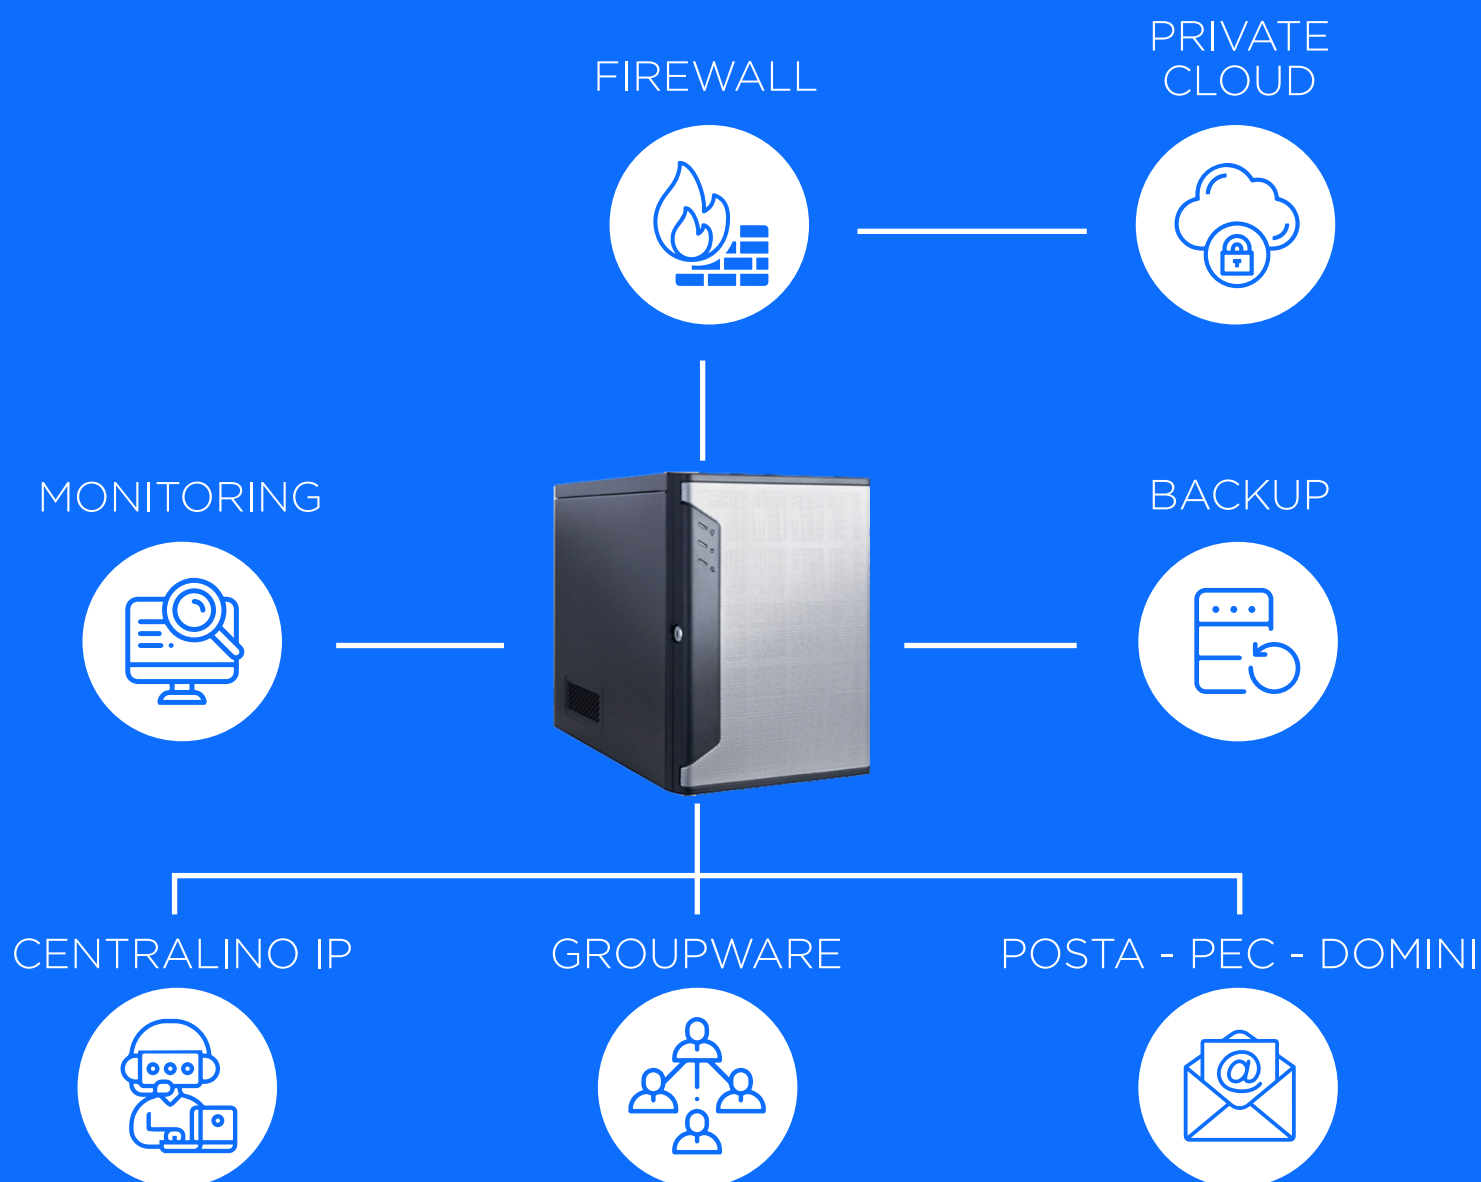 PRIVATE
CLOUD
FIREWALL
MONITORING
BACKUP
CENTRALINO IP
GROUPWARE
POSTA - PEC - DOMINI
@